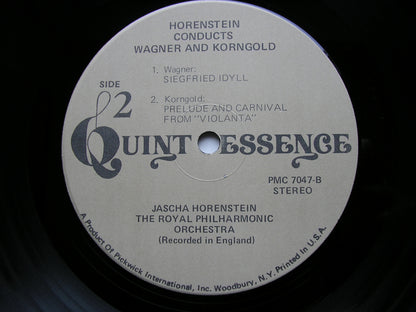 HORENSTEIN
CONDUCTS
WAGNER AND KORNGOLD
SIDE
2
1. Wagner:
SIEGFRIED IDYLL
2. Korngold:
PRELUDE AND CARNIVAL
FROM "VIOLANTA"
QUINTESSENCE
PMC 7047-B
STEREO
JASCHA HORENSTEIN
THE ROYAL PHILHARMONIC
ORCHESTRA
(Recorded in England)
A Product Of Pickwick International, Inc. Woodbury, N.Y. Printed in U.S.A.